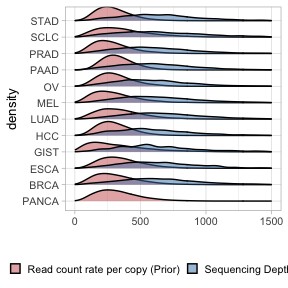 density
STAD
SCLC
PRAD
PAAD
OV
MEL
LUAD
HCC
GIST
ESCA
BRCA
PANCA
0 500 1000 1500
Read count rate per copy (Prior) Sequencing Dept